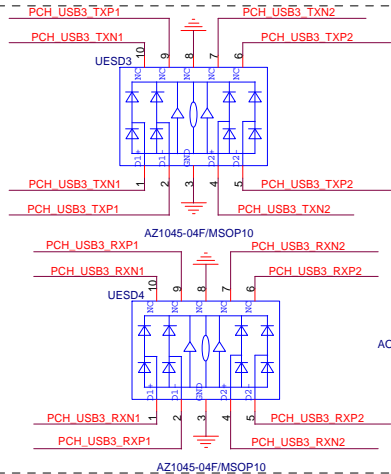 PCH_USB3_TXP1 PCH_USB3_TXN2
PCH_USB3_TXN1 PCH_USB3_TXP2
UESD3
10 9 8 7 6
NC NC NC NC
D1+ D1- GND D2+ D2-
1 2 3 4 5
PCH_USB3_TXN1 PCH_USB3_TXP2
PCH_USB3_TXP1 PCH_USB3_TXN2
AZ1045-04F/MSOP10
PCH_USB3_RXP1 PCH_USB3_RXN2
PCH_USB3_RXN1 PCH_USB3_RXP2
UESD4
10 9 8 7 6
NC NC NC NC
D1+ D1- GND D2+ D2-
1 2 3 4 5
AC
PCH_USB3_RXN1 PCH_USB3_RXP2
PCH_USB3_RXP1 PCH_USB3_RXN2
AZ1045-04F/MSOP10